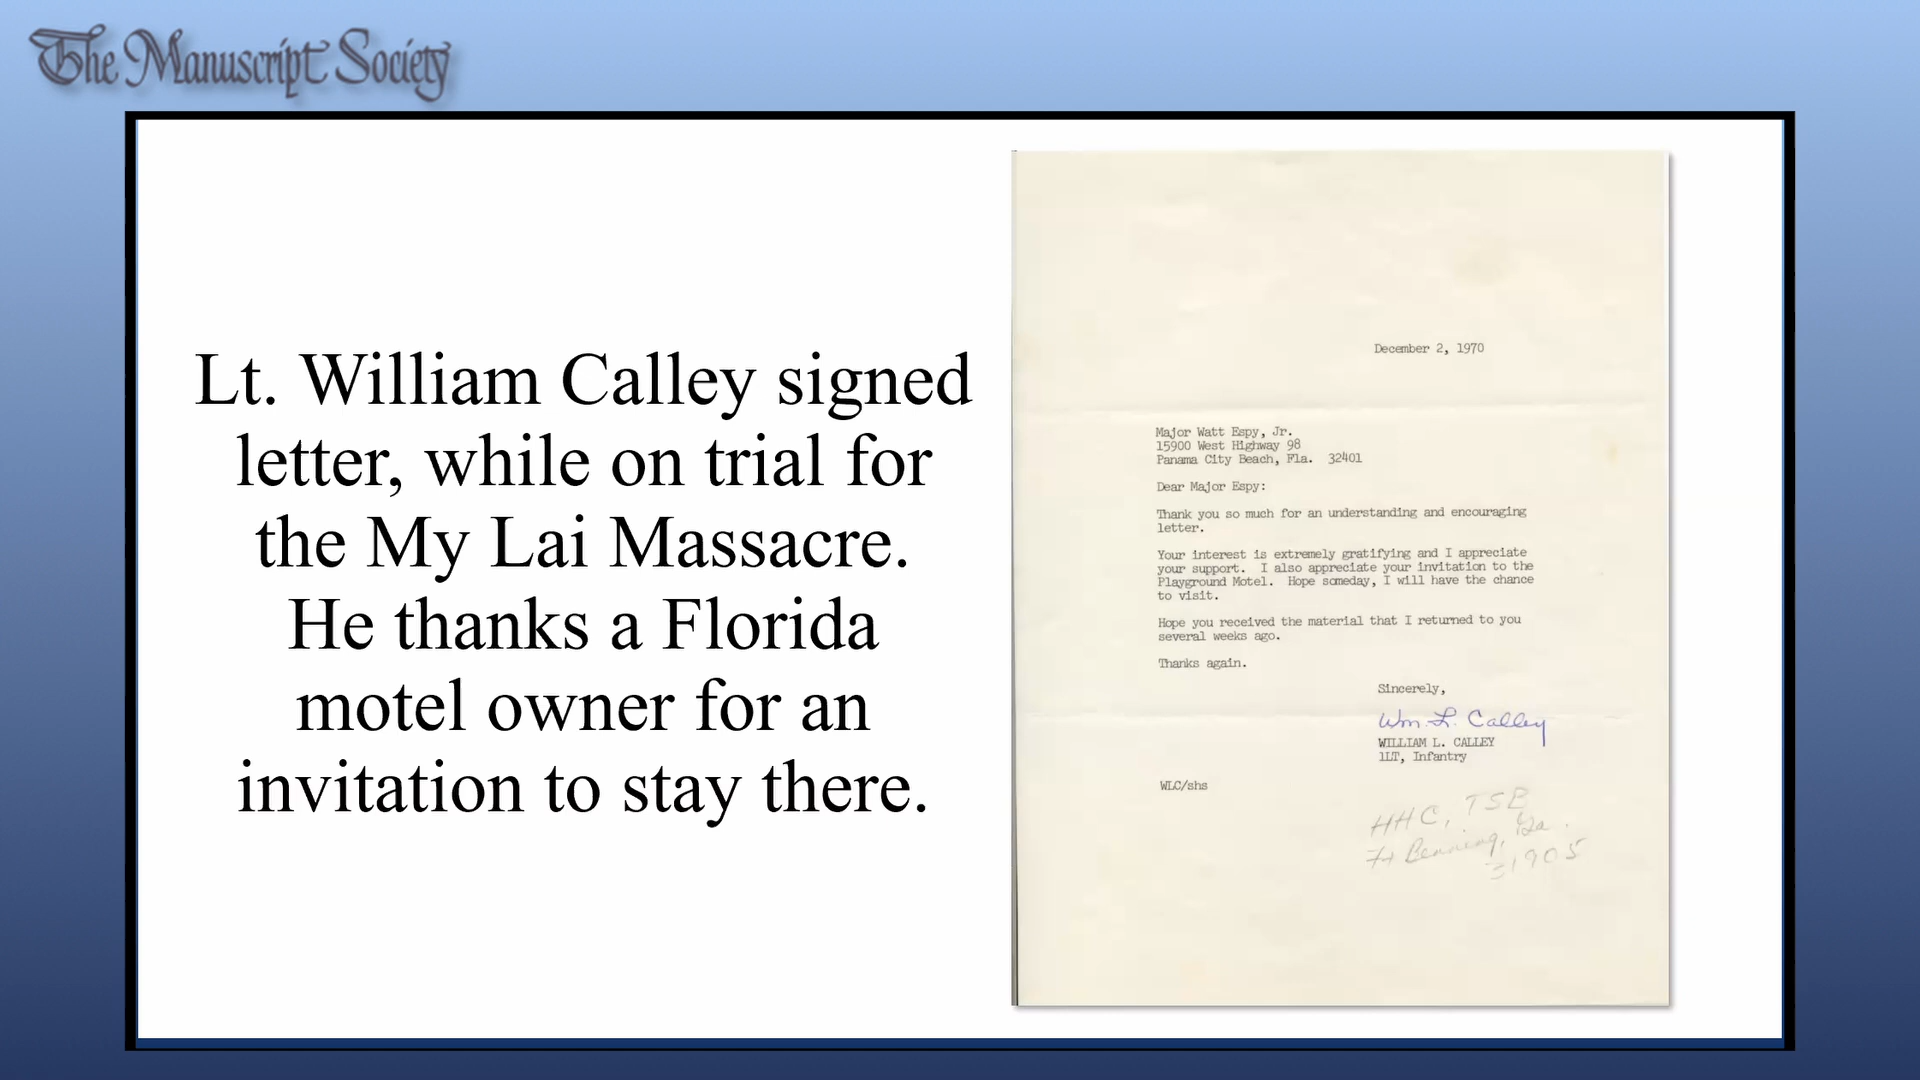 The Manuscript Society
Lt. William Calley signed
letter, while on trial for
the My Lai Massacre.
He thanks a Florida
motel owner for an
invitation to stay there.
December 2, 1970
Major Watt Espy, Jr.
15900 West Highway 98
Panama City Beach, Fla.  32401
Dear Major Espy:
Thank you so much for an understanding and encouraging
letter.
Your interest is extremely gratifying and I appreciate
your support.  I also appreciate your invitation to the
Playground Motel.  Hope someday, I will have the chance
to visit.
Hope you received the material that I returned to you
several weeks ago.
Thanks again.
Sincerely,
Wm. L. Calley
WILLIAM L. CALLEY
1LT, Infantry
WLC/shs
HHC, TSB
Ft Benning, Ga.
31905